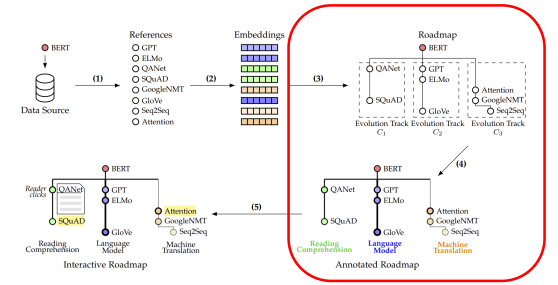 References
Embeddings
Roadmap
BERT
GPT
ELMo
QANet
SQuAD
GoogleNMT
GloVe
Seq2Seq
Attention
(1)
(2)
(3)
Data Source
BERT
QANet
GPT
ELMo
SQuAD
GloVe
Attention
GoogleNMT
Seq2Seq
Evolution Track
C1
Evolution Track
C2
Evolution Track
C3
(4)
BERT
Reader
clicks
QANet
SQuAD
GPT
ELMo
GloVe
Attention
GoogleNMT
Seq2Seq
Reading
Comprehension
Language
Model
Machine
Translation
Interactive Roadmap
(5)
BERT
QANet
SQuAD
GPT
ELMo
GloVe
Attention
GoogleNMT
Seq2Seq
Reading
Comprehension
Language
Model
Machine
Translation
Annotated Roadmap